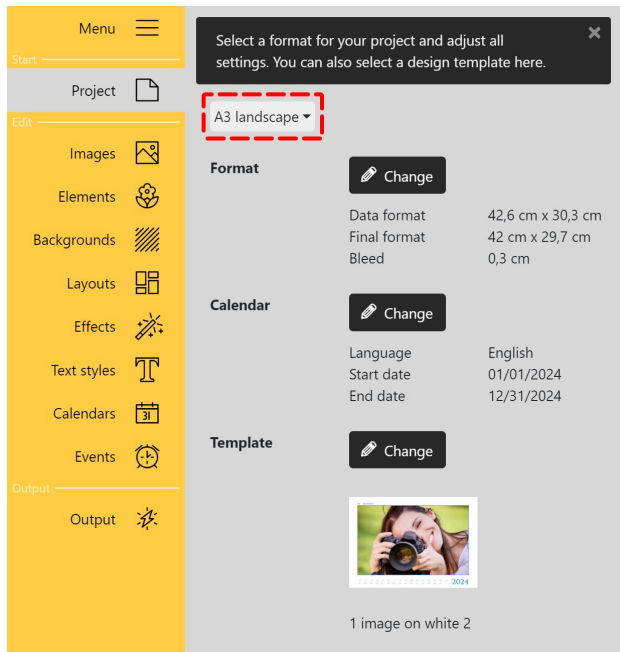 Menu
Start
Project
Edit
Images
Elements
Backgrounds
Layouts
Effects
Text styles
Calendars
31
Events
Output
Output
Select a format for your project and adjust all
settings. You can also select a design template here.
A3 landscape
Format
Change
Data format 42,6 cm x 30,3 cm
Final format 42 cm x 29,7 cm
Bleed 0,3 cm
Calendar
Change
Language English
Start date 01/01/2024
End date 12/31/2024
Template
Change
2024
1 image on white 2